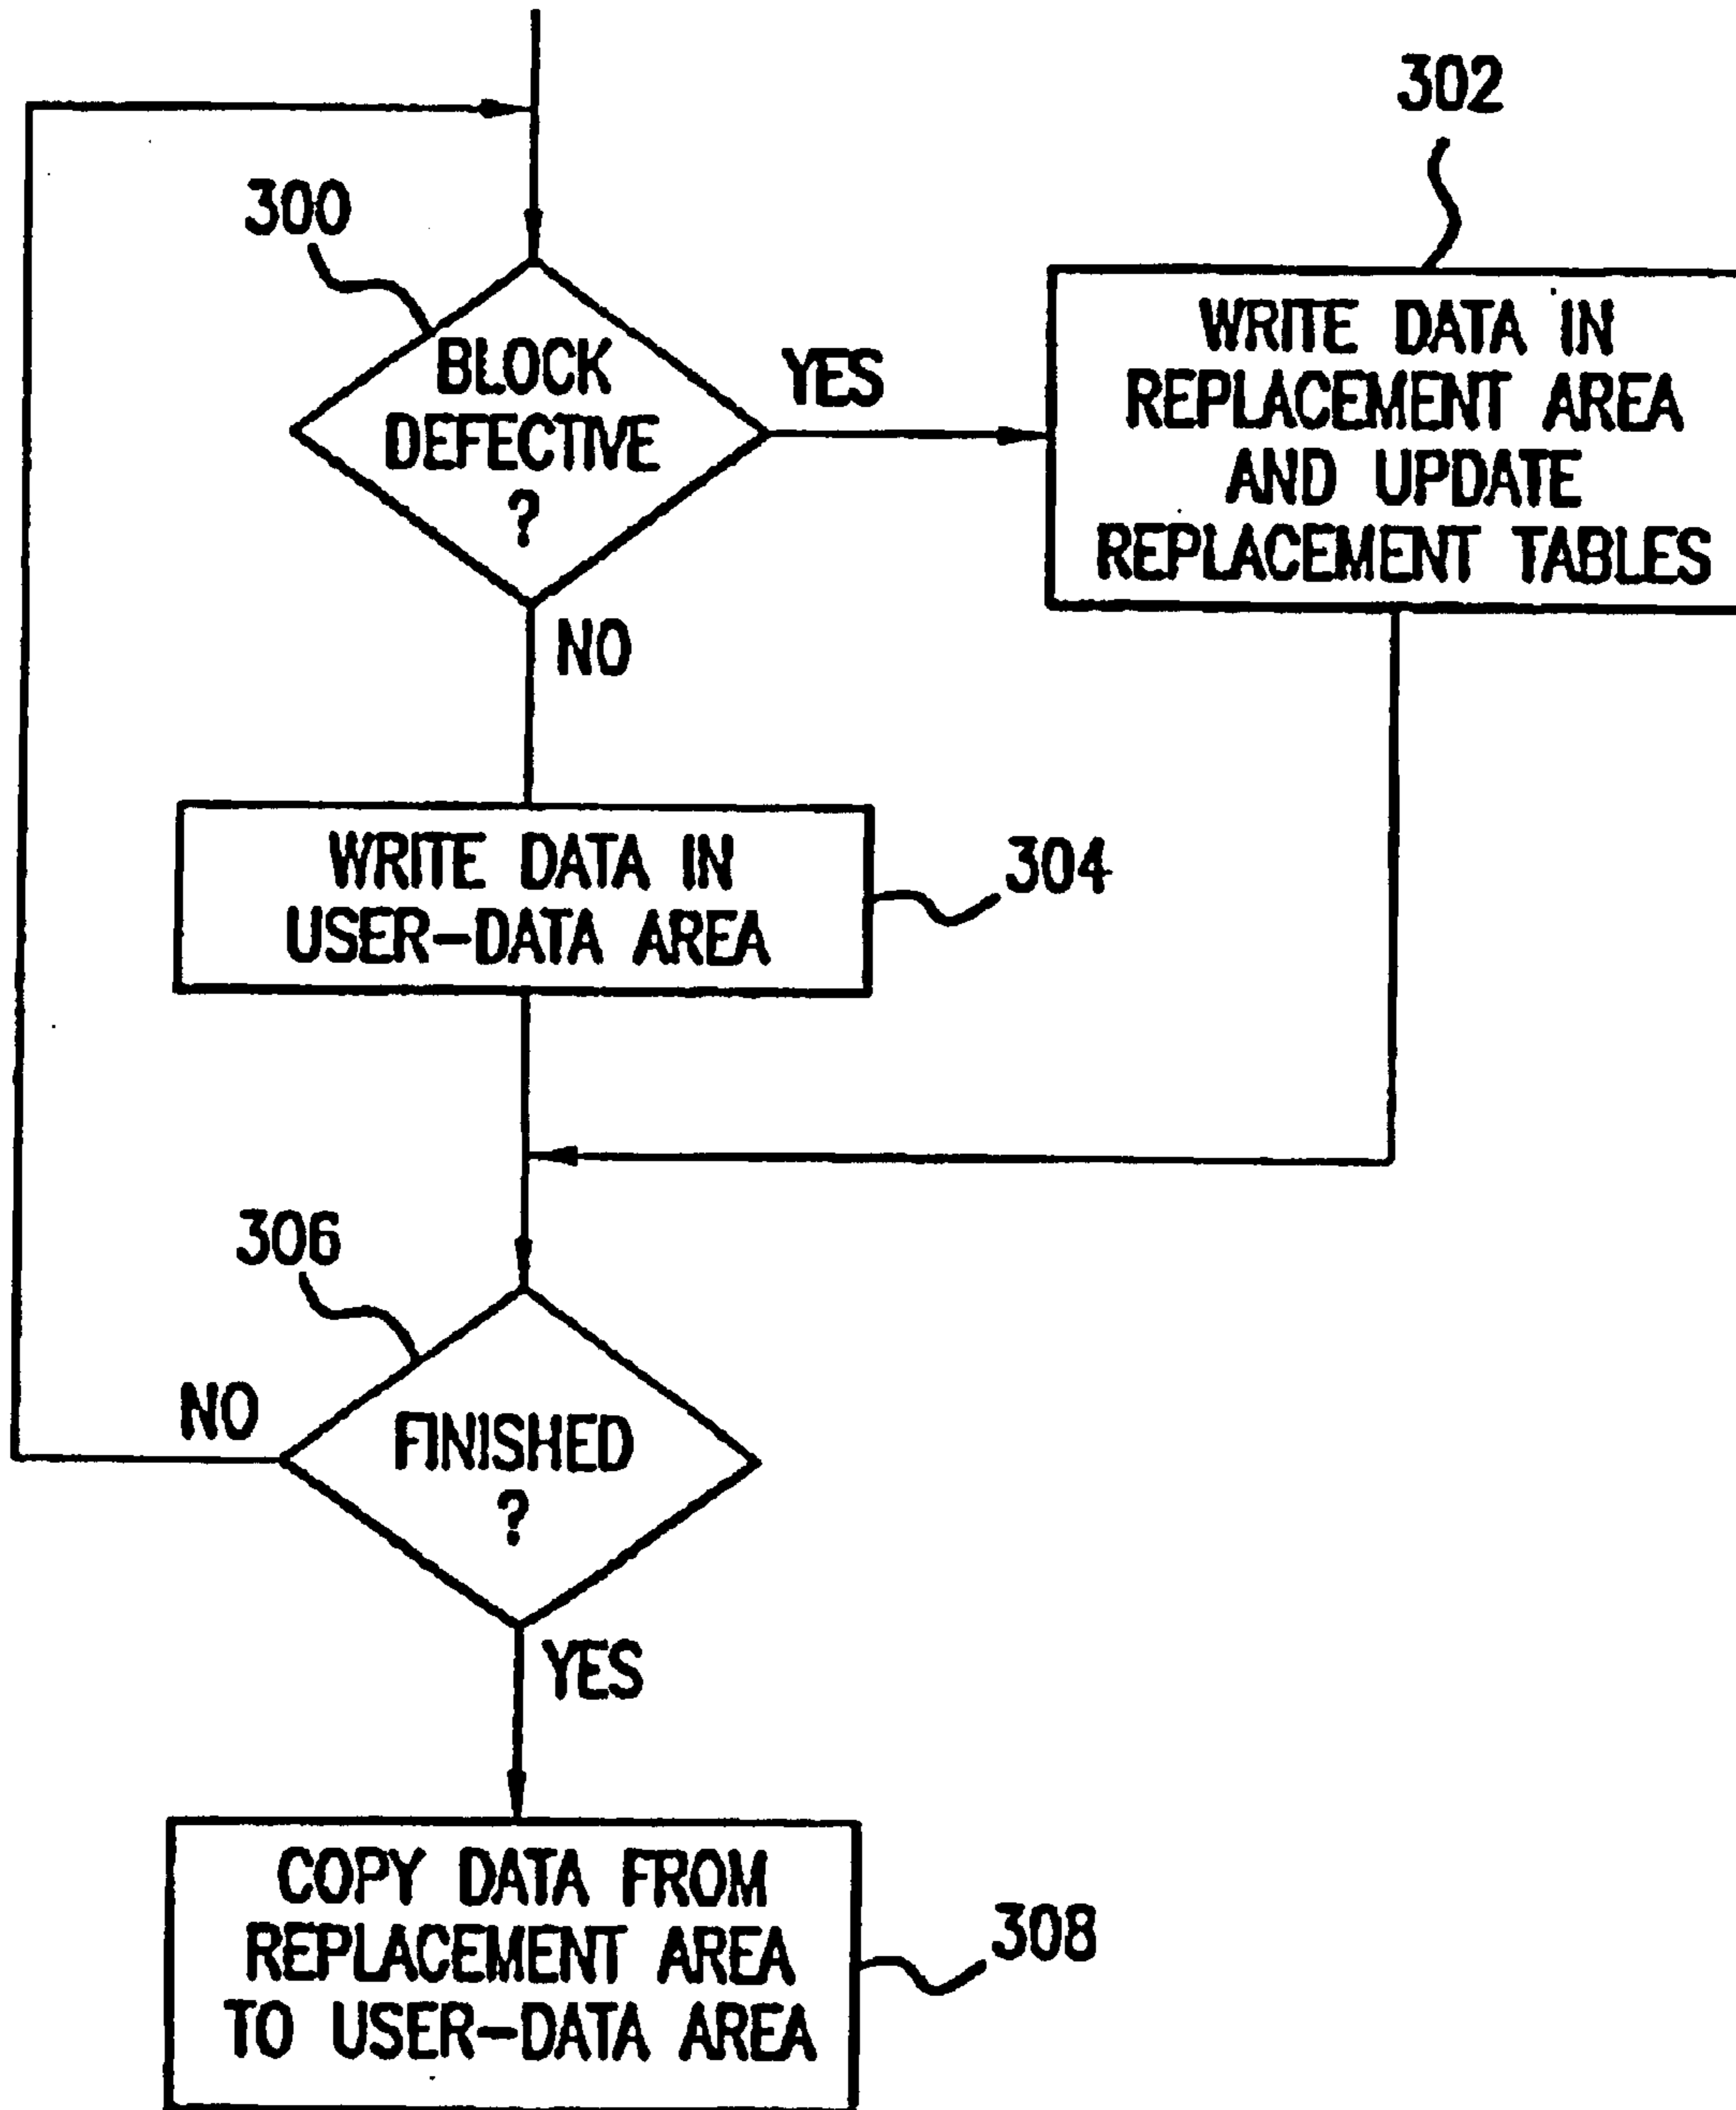 302
300
BLOCK
DEFECTIVE
?
YES
WRITE DATA IN
REPLACEMENT AREA
AND UPDATE
REPLACEMENT TABLES
NO
WRITE DATA IN
USER-DATA AREA
304
306
NO
FINISHED
?
YES
COPY DATA FROM
REPLACEMENT AREA
TO USER-DATA AREA
308